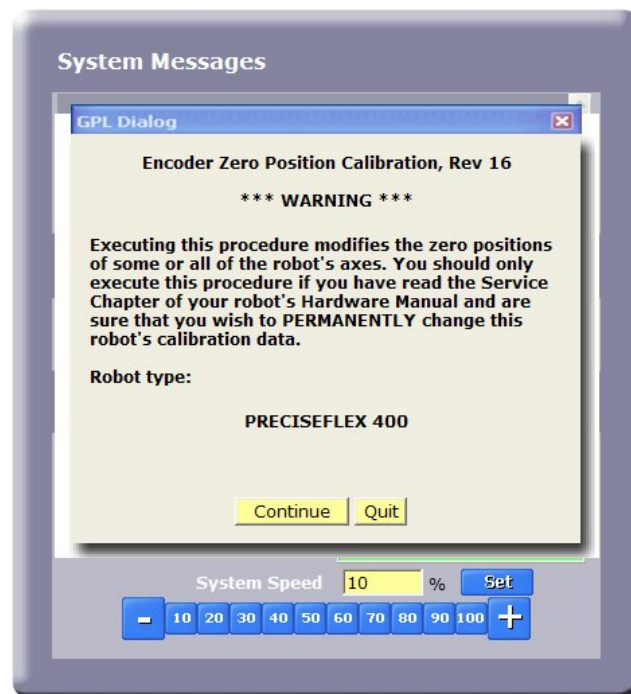 System Messages
GPL Dialog
Encoder Zero Position Calibration, Rev 16
*** WARNING ***
Executing this procedure modifies the zero positions
of some or all of the robot's axes. You should only
execute this procedure if you have read the Service
Chapter of your robot's Hardware Manual and are
sure that you wish to PERMANENTLY change this
robot's calibration data.
Robot type:
PRECISEFLEX 400
Continue Quit
System Speed 10 % Set
- 10 20 30 40 50 60 70 80 90 100 +